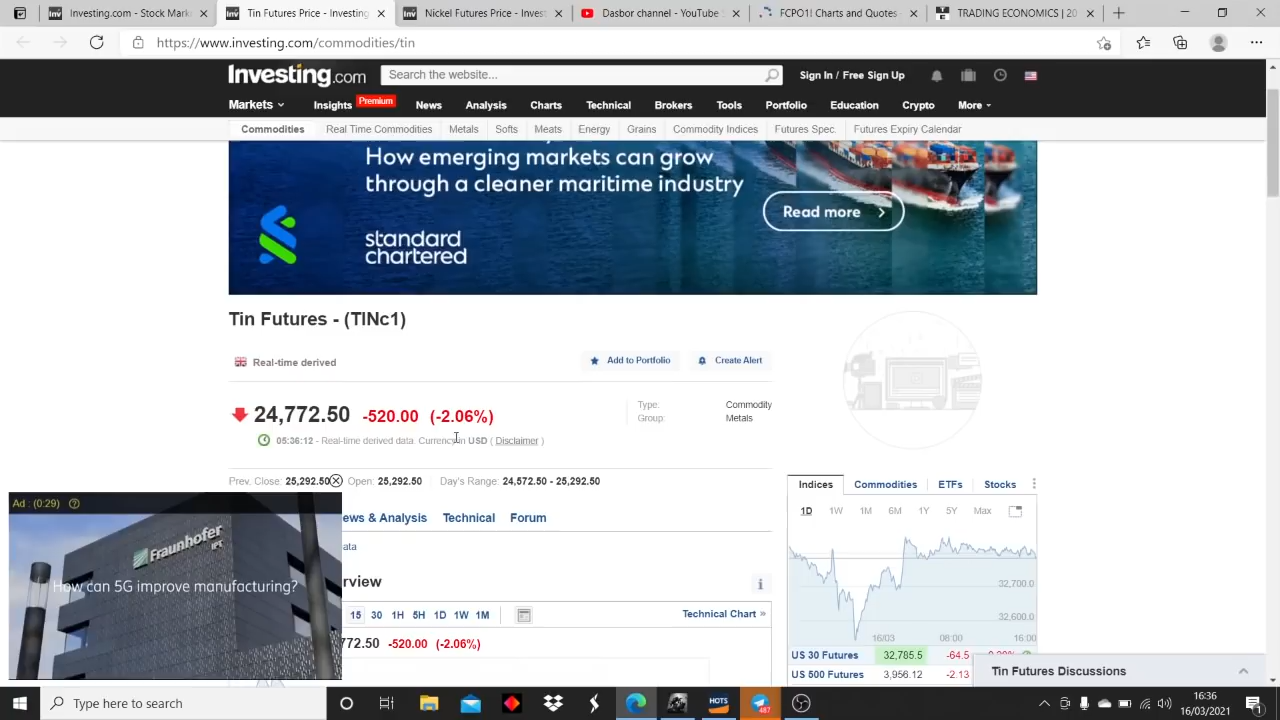 Inv
Inv
Inv Nickel Futures Price -
Dasbor channel - YouTube S
FCPO1! Charts and Quotes
TRADING ECONOMICS | 20
https://www.investing.com/commodities/tin
Investing.com
Search the website...
Sign In / Free Sign Up
Markets
Insights
Premium
News
Analysis
Charts
Technical
Brokers
Tools
Portfolio
Education
Crypto
More
Commodities
Real Time Commodities
Metals
Softs
Meats
Energy
Grains
Commodity Indices
Futures Spec.
Futures Expiry Calendar
How emerging markets can grow
through a cleaner maritime industry
Read more
standard
chartered
Tin Futures - (TINc1)
Real-time derived
Add to Portfolio
Create Alert
24,772.50 -520.00 (-2.06%)
05:36:12 - Real-time derived data. Currency in USD ( Disclaimer )
Type: Commodity
Group: Metals
Prev. Close: 25,292.50 Open: 25,292.50 Day's Range: 24,572.50 - 25,292.50
ews & Analysis
Technical
Forum
ata
rview
15 30 1H 5H 1D 1W 1M
Technical Chart »
772.50 -520.00 (-2.06%)
Ad : (0:29)
Fraunhofer
IPT
How can 5G improve manufacturing?
Indices
Commodities
ETFs
Stocks
1D 1W 1M 6M 1Y 5Y Max
32,700.0
32,600.0
16/03 08:00 16:00
US 30 Futures 32,785.5 -64.5
US 500 Futures 3,956.12 -2.13
Tin Futures Discussions
Type here to search
HOTS
487
16:36
16/03/2021
1